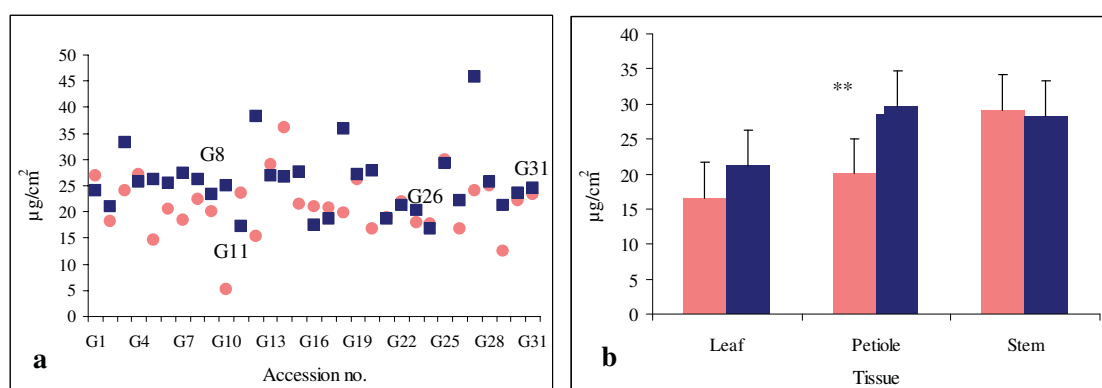 50
45
40
35
30
25
20
15
10
5
0
µg/cm²
G8
G11
G26
G31
G1 G4 G7 G10 G13 G16 G19 G22 G25 G28 G31
Accession no.
a
40
35
30
25
20
15
10
5
0
µg/cm²
**
Leaf Petiole Stem
Tissue
b